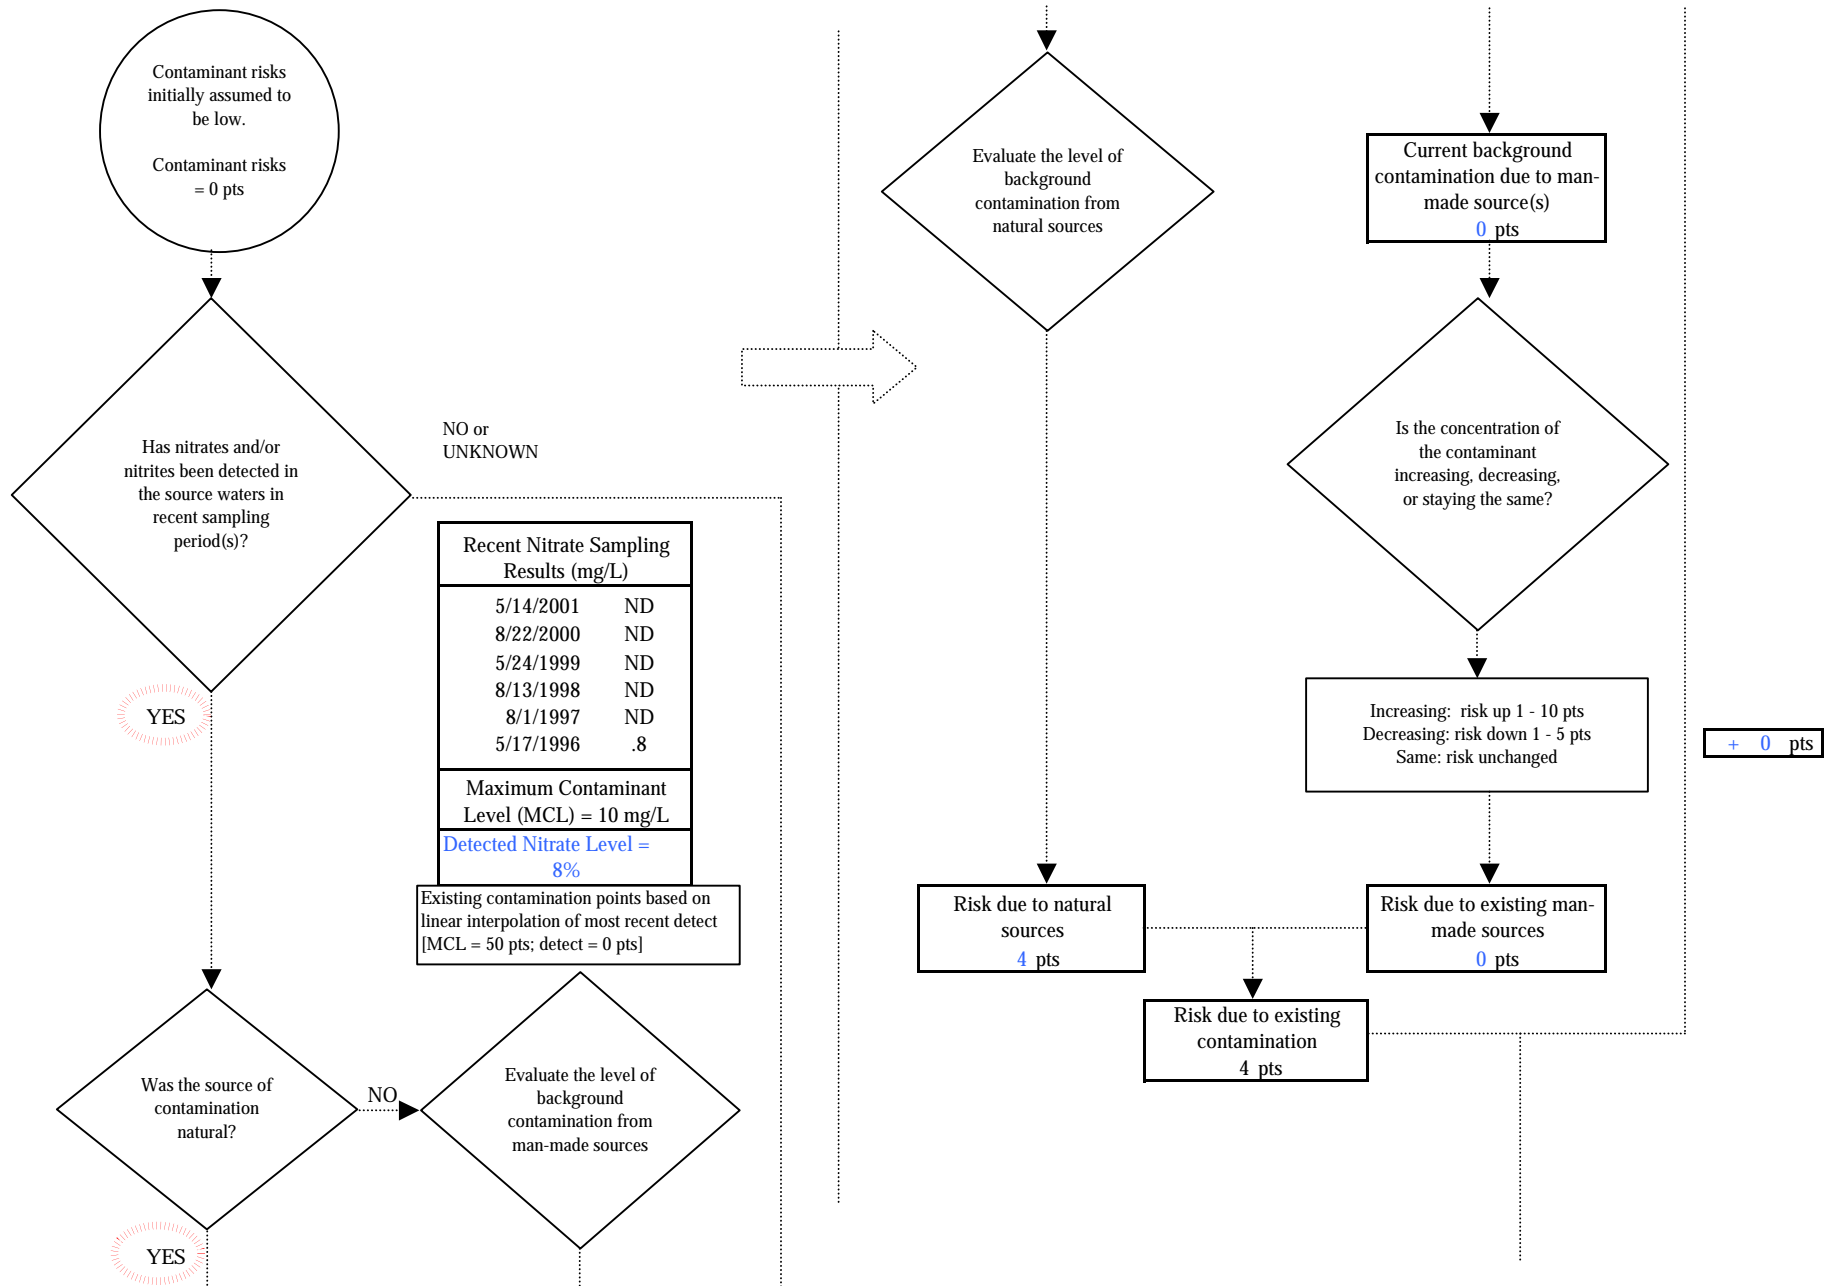 Contaminant risks
initially assumed to
be low.
Contaminant risks
= 0 pts
Has nitrates and/or
nitrites been detected in
the source waters in
recent sampling
period(s)?
NO or
UNKNOWN
YES
Recent Nitrate Sampling
Results (mg/L)
5/14/2001 ND
8/22/2000 ND
5/24/1999 ND
8/13/1998 ND
8/1/1997 ND
5/17/1996 .8
Maximum Contaminant
Level (MCL) = 10 mg/L
Detected Nitrate Level =
8%
Existing contamination points based on
linear interpolation of most recent detect
[MCL = 50 pts; detect = 0 pts]
Was the source of
contamination
natural?
NO
Evaluate the level of
background
contamination from
man-made sources
YES
Evaluate the level of
background
contamination from
natural sources
Current background
contamination due to man-
made source(s)
0 pts
Is the concentration of
the contaminant
increasing, decreasing,
or staying the same?
Increasing: risk up 1 - 10 pts
Decreasing: risk down 1 - 5 pts
Same: risk unchanged
+ 0 pts
Risk due to natural
sources
4 pts
Risk due to existing man-
made sources
0 pts
Risk due to existing
contamination
4 pts